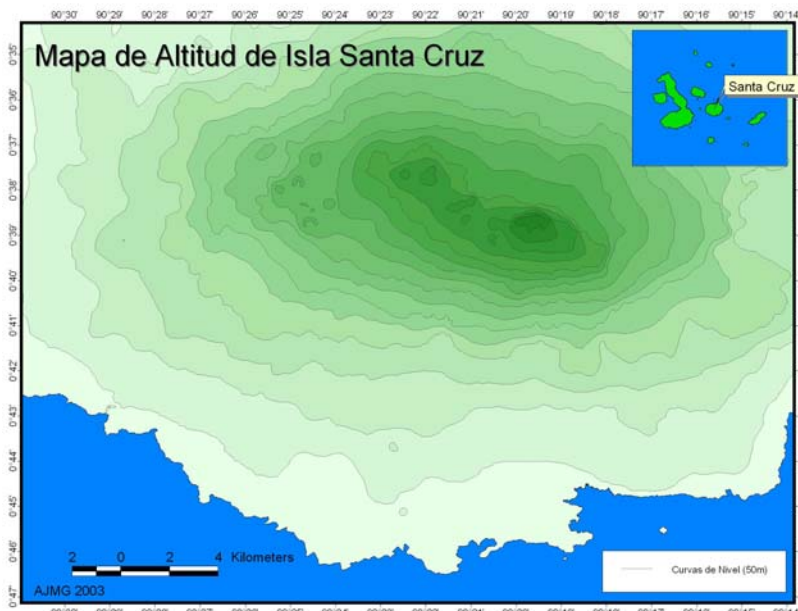 90'30 90'29 90'28 90'27 90'26 90'25 90'24 90'23 90'22 90'21 90'20 90'19 90'18 90'17 90'16 90'15 90'14
Mapa de Altitud de Isla Santa Cruz
Santa Cruz
0'35'
0'36'
0'37'
0'38'
0'39'
0'40'
0'41'
0'42'
0'43'
0'44'
0'45'
0'46'
0'47'
2 0 2 4 Kilometers
AJMG 2003
Curvas de Nivel (50m)